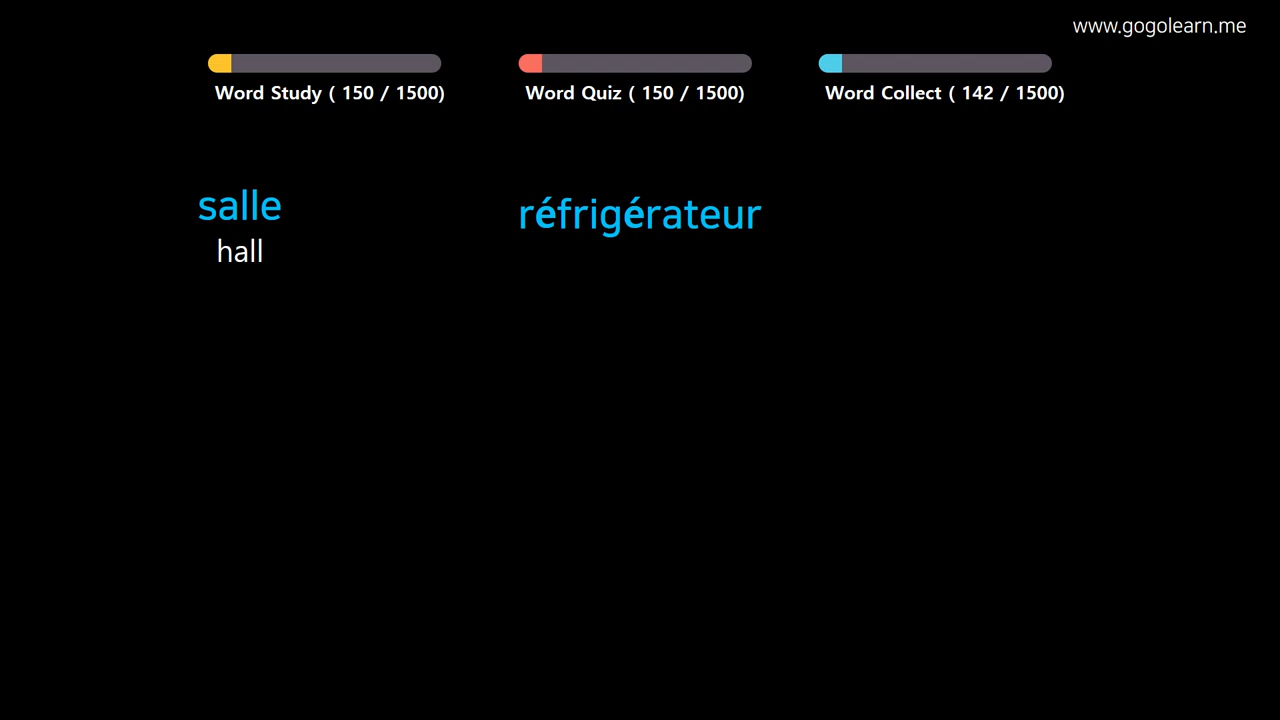 www.gogolearn.me
Word Study ( 150 / 1500)
Word Quiz ( 150 / 1500)
Word Collect ( 142 / 1500)
salle
hall
réfrigérateur